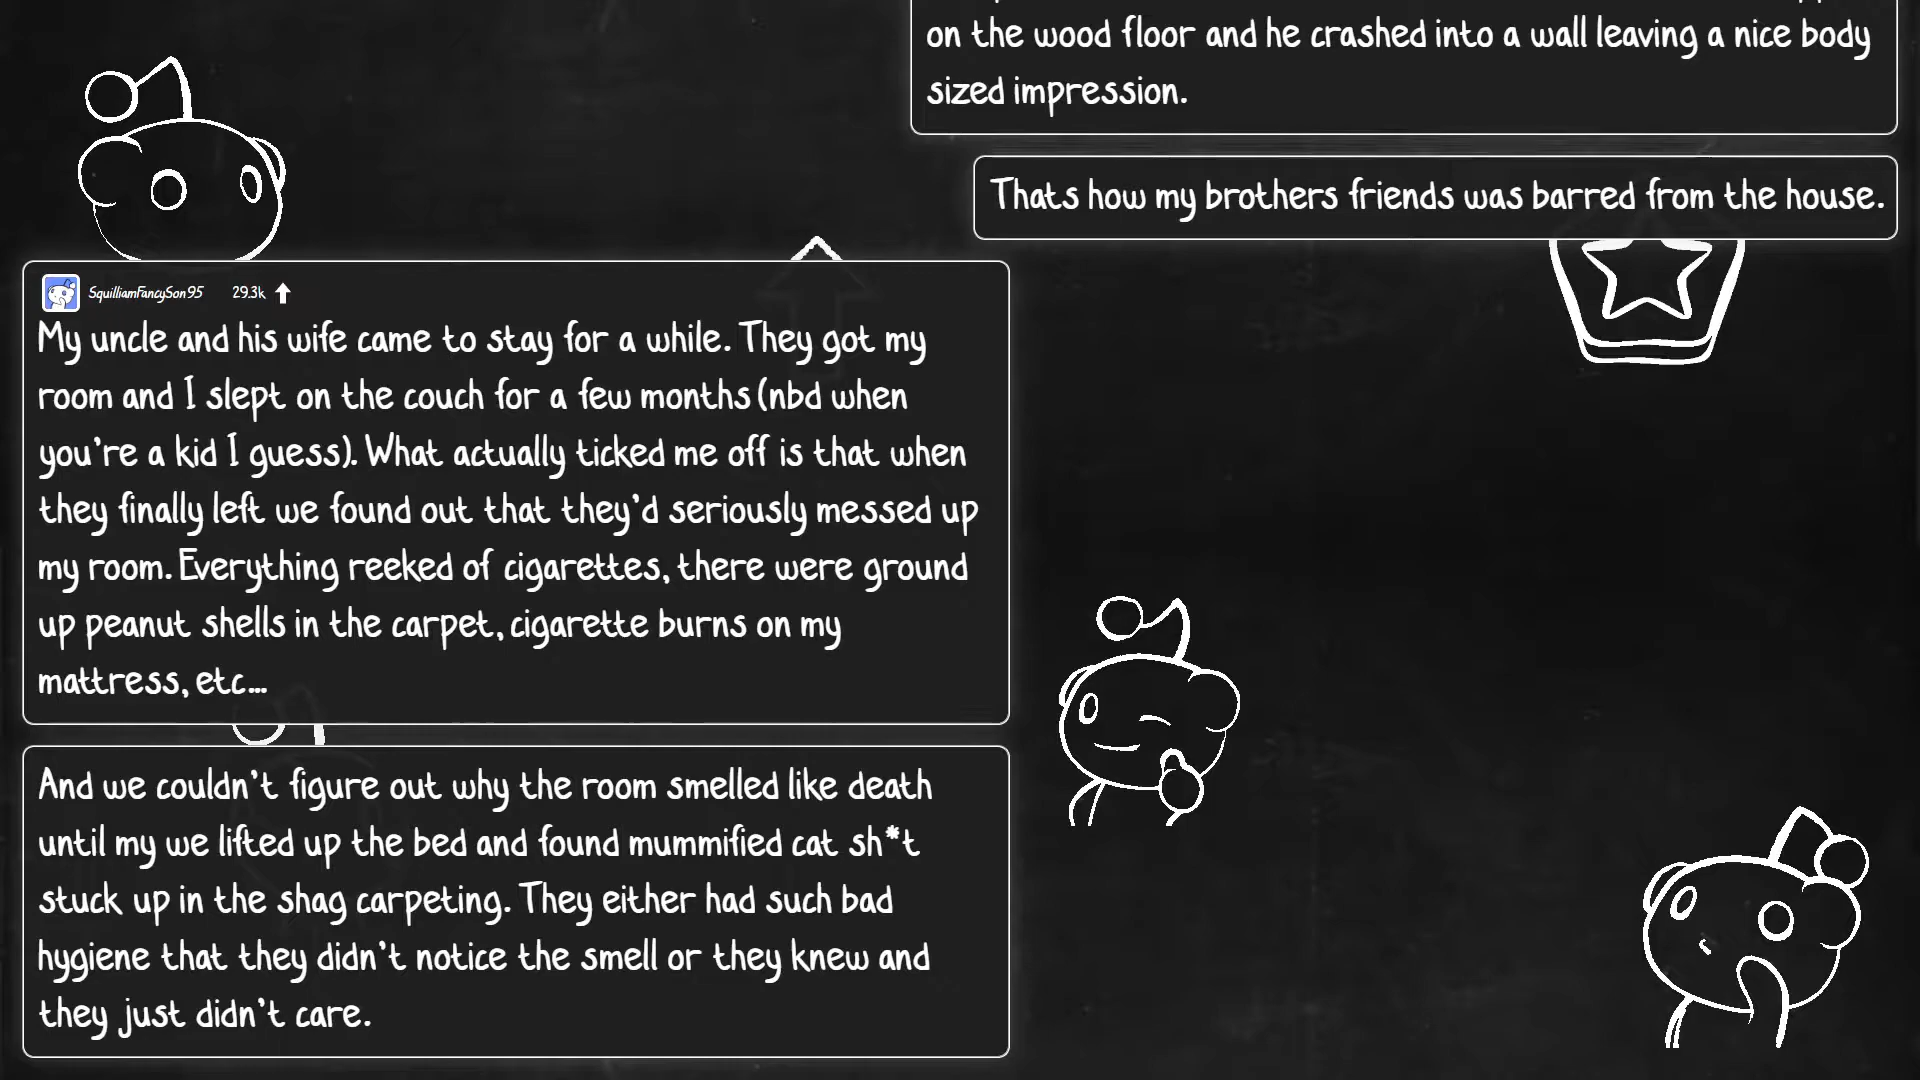 on the wood floor and he crashed into a wall leaving a nice body
sized impression.
Thats how my brothers friends was barred from the house.
SquilliamFancySon95 29.3k
My uncle and his wife came to stay for a while. They got my
room and I slept on the couch for a few months (nbd when
you're a kid I guess). What actually ticked me off is that when
they finally left we found out that they'd seriously messed up
my room. Everything reeked of cigarettes, there were ground
up peanut shells in the carpet, cigarette burns on my
mattress, etc...
And we couldn't figure out why the room smelled like death
until my we lifted up the bed and found mummified cat sh*t
stuck up in the shag carpeting. They either had such bad
hygiene that they didn't notice the smell or they knew and
they just didn't care.